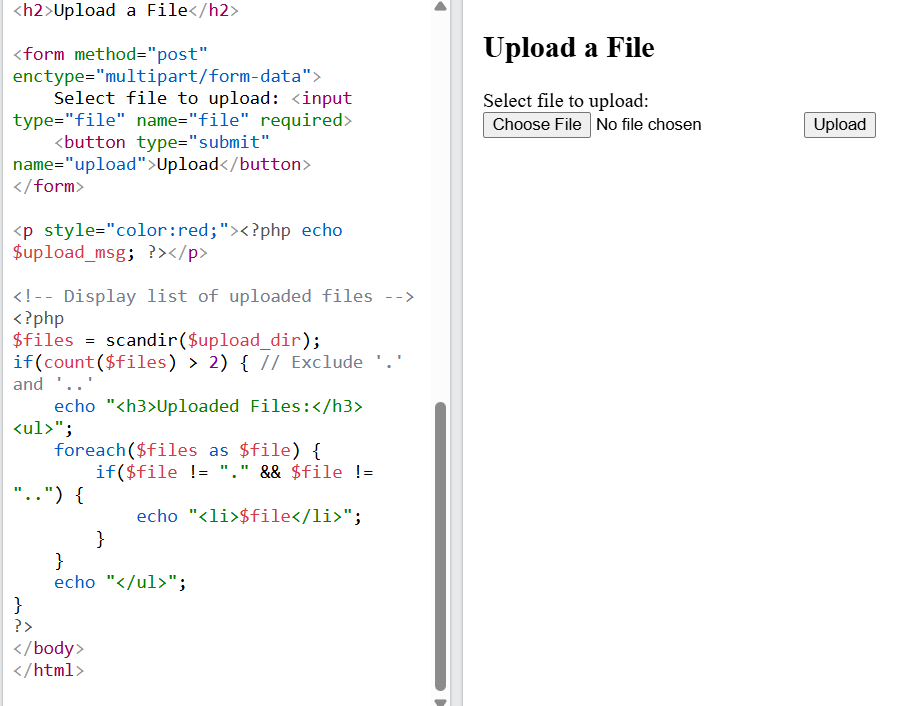 <h2>Upload a File</h2>

<form method="post"
enctype="multipart/form-data">
    Select file to upload: <input
type="file" name="file" required>
    <button type="submit"
name="upload">Upload</button>
</form>

<p style="color:red;"><?php echo
$upload_msg; ?></p>

<!-- Display list of uploaded files -->
<?php
$files = scandir($upload_dir);
if(count($files) > 2) { // Exclude '.'
and '..'
    echo "<h3>Uploaded Files:</h3>
<ul>";
    foreach($files as $file) {
        if($file != "." && $file !=
"..") {
            echo "<li>$file</li>";
        }
    }
    echo "</ul>";
}
?>
</body>
</html>
Upload a File
Select file to upload:
Choose File No file chosen Upload